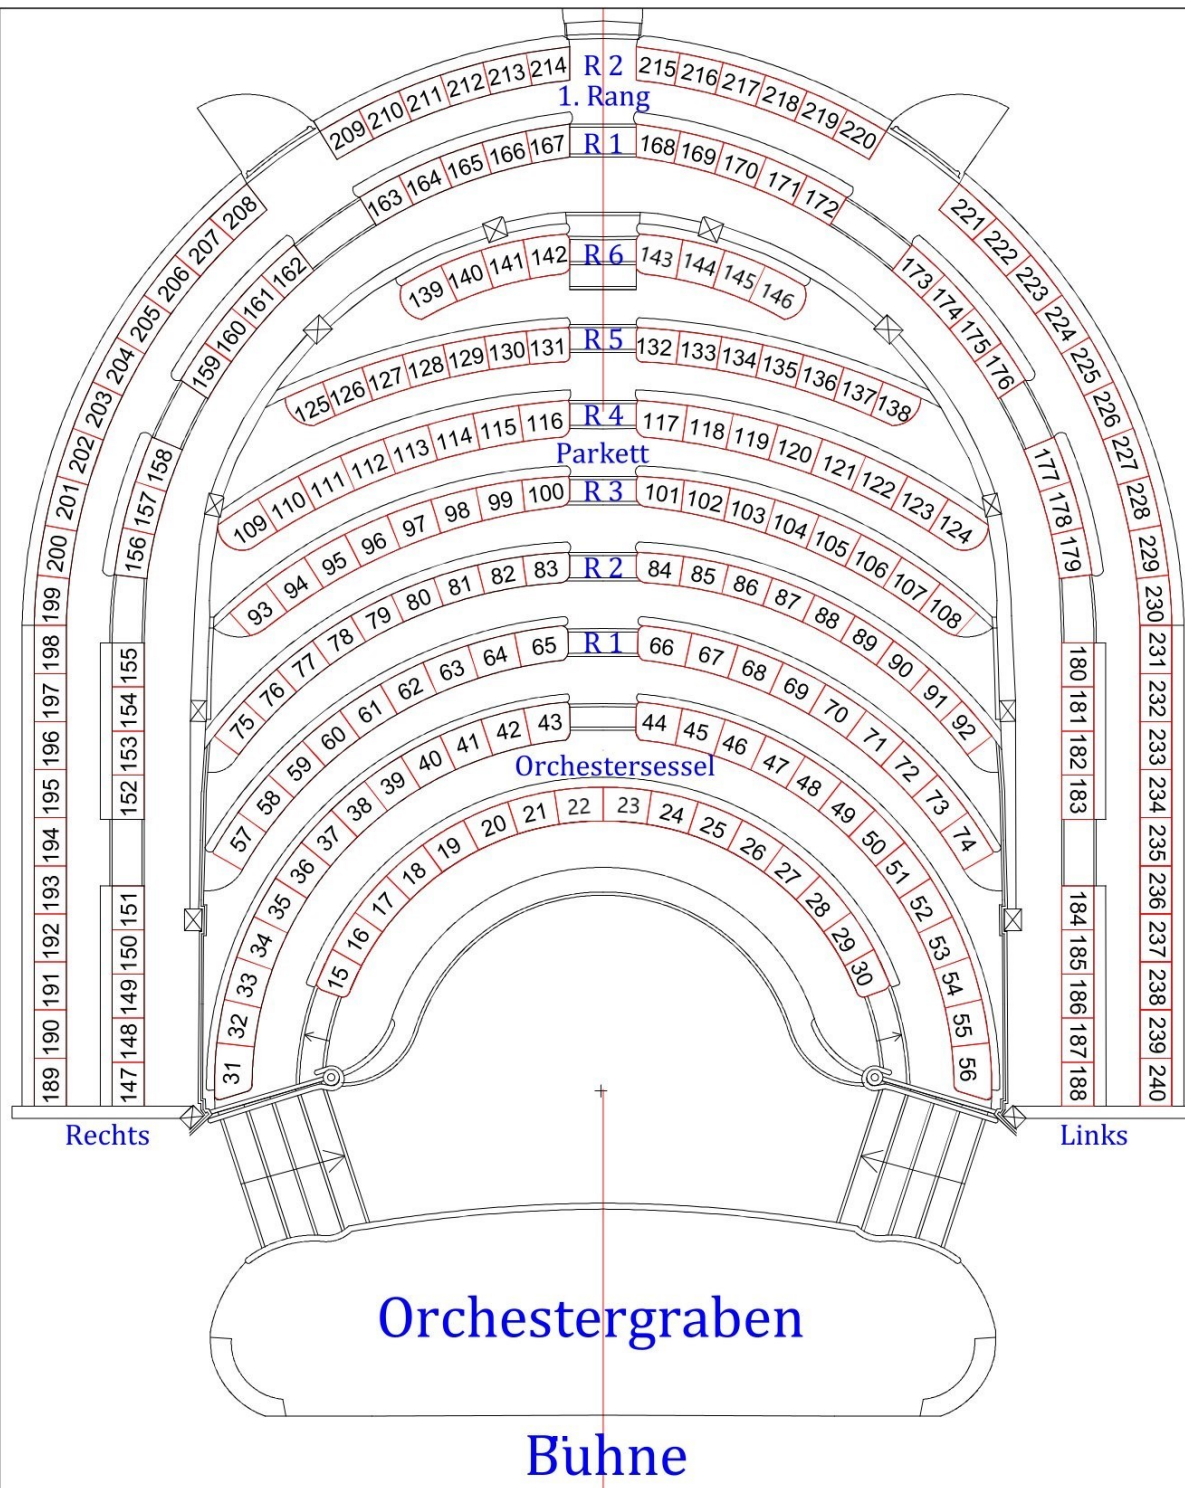 209 210 211 212 213 214 R 2 215 216 217 218 219 220
1. Rang
163 164 165 166 167 R 1 168 169 170 171 172
208 207 206 205 204 203 202 201 200 199
221 222 223 224 225 226 227 228 229 230
159 160 161 162
173 174 175 176
156 157 158
177 178 179
139 140 141 142 R 6 143 144 145 146
125 126 127 128 129 130 131 R 5 132 133 134 135 136 137 138
109 110 111 112 113 114 115 116 R 4 117 118 119 120 121 122 123 124
Parkett
93 94 95 96 97 98 99 100 R 3 101 102 103 104 105 106 107 108
75 76 77 78 79 80 81 82 83 R 2 84 85 86 87 88 89 90 91 92
57 58 59 60 61 62 63 64 65 R 1 66 67 68 69 70 71 72 73 74
31 32 33 34 35 36 37 38 39 40 41 42 43 44 45 46 47 48 49 50 51 52 53 54 55 56
Orchestersessel
15 16 17 18 19 20 21 22 23 24 25 26 27 28 29 30
198 197 196 195 194 193 192 191 190 189
155 154 153 152
151 150 149 148 147
180 181 182 183
184 185 186 187 188
231 232 233 234 235 236 237 238 239 240
Rechts
Links
Orchestergraben
Bühne